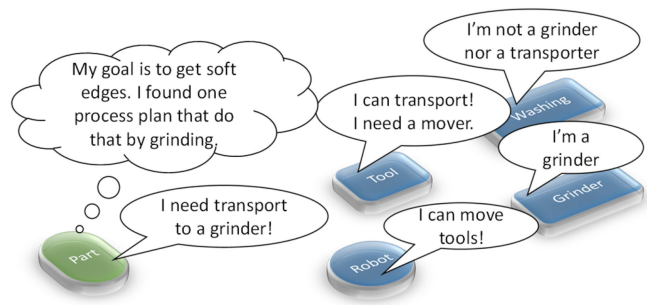 My goal is to get soft
edges. I found one
process plan that do
that by grinding.
I need transport
to a grinder!
Part
I can transport!
I need a mover.
Tool
I can move
tools!
Robot
I'm not a grinder
nor a transporter
Washing
I'm a
grinder
Grinder